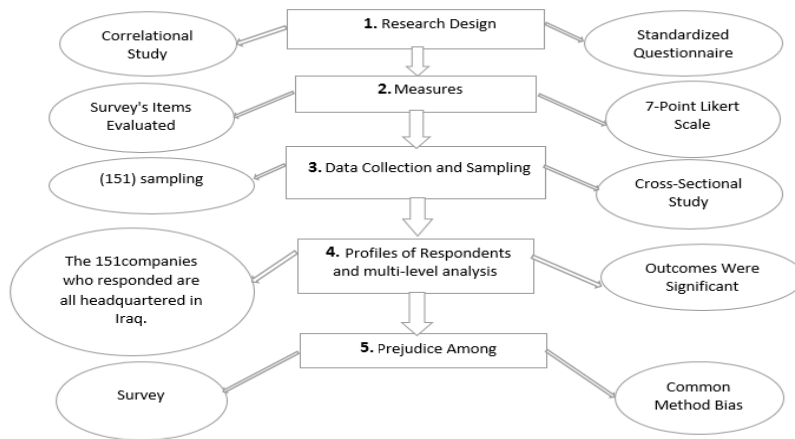 1. Research Design
Correlational
Study
Standardized
Questionnaire
2. Measures
Survey's Items
Evaluated
7-Point Likert
Scale
3. Data Collection and Sampling
(151) sampling
Cross-Sectional
Study
4. Profiles of Respondents
and multi-level analysis
The 151companies
who responded are
all headquartered in
Iraq.
Outcomes Were
Significant
5. Prejudice Among
Survey
Common
Method Bias